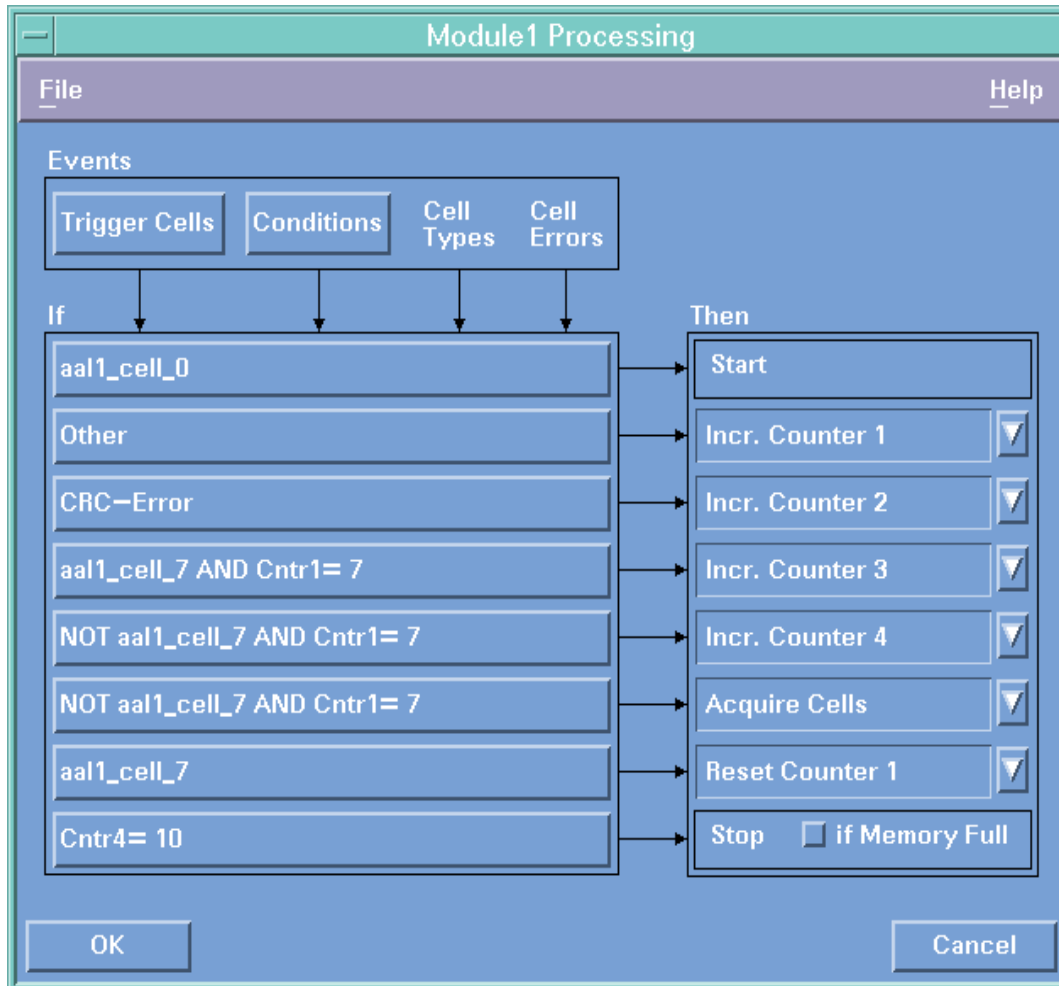 Module1 Processing
File Help
Events
Trigger Cells Conditions Cell Types Cell Errors
If Then
aal1_cell_0 Start
Other Incr. Counter 1
CRC-Error Incr. Counter 2
aal1_cell_7 AND Cntr1= 7 Incr. Counter 3
NOT aal1_cell_7 AND Cntr1= 7 Incr. Counter 4
NOT aal1_cell_7 AND Cntr1= 7 Acquire Cells
aal1_cell_7 Reset Counter 1
Cntr4= 10 Stop if Memory Full
OK Cancel